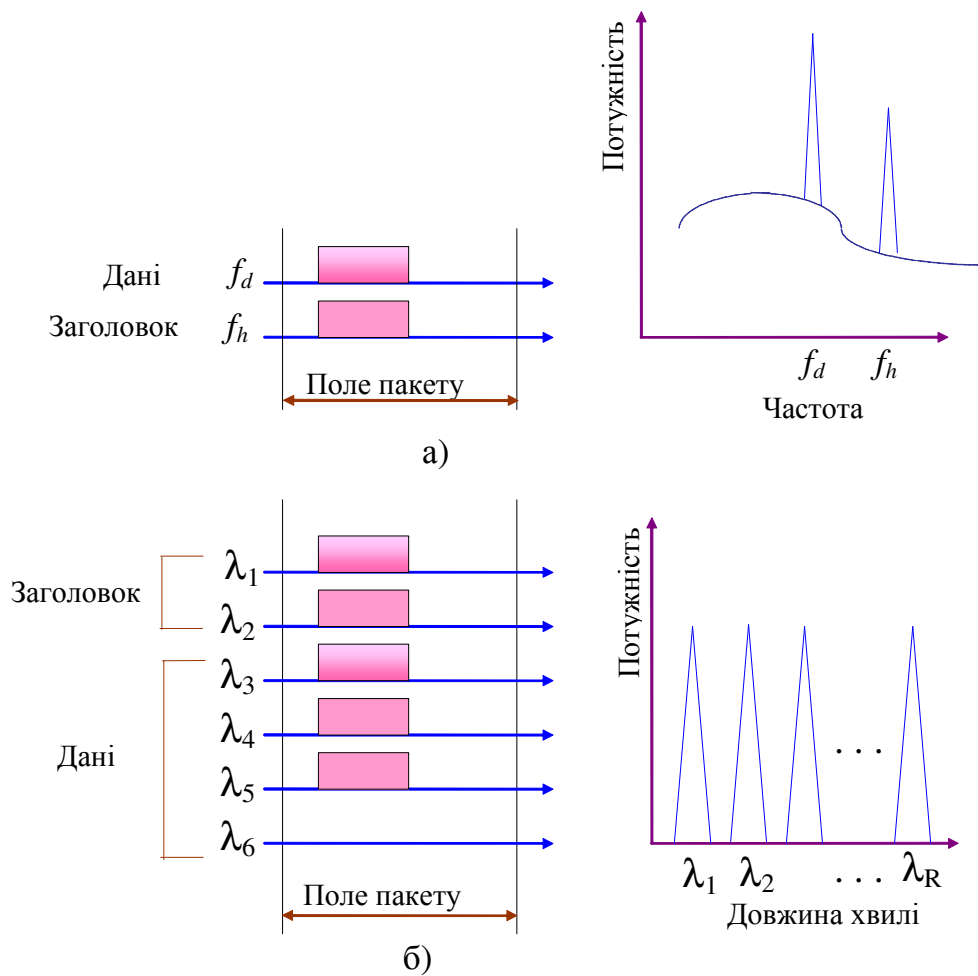 Дані f_d
Заголовок f_h
Поле пакету
Потужність
f_d f_h
Частота
а)
Заголовок
λ1
λ2
Дані
λ3
λ4
λ5
λ6
Поле пакету
Потужність
. . .
λ1 λ2 . . . λR
Довжина хвилі
б)